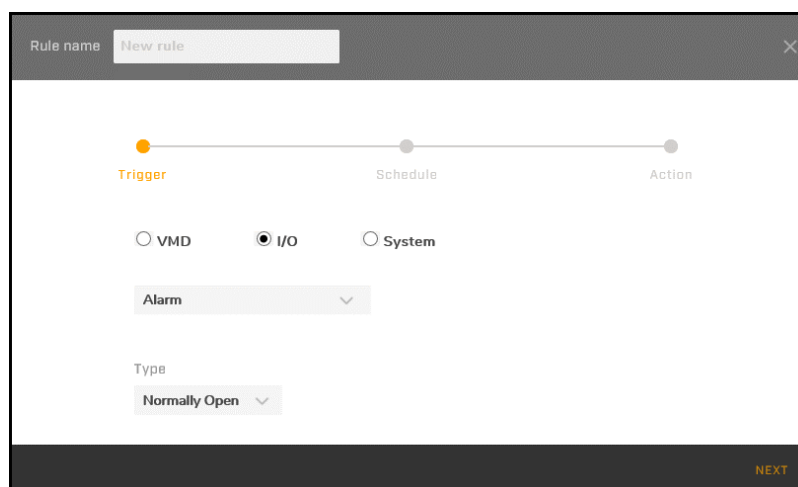 Rule name New rule
Trigger Schedule Action
VMD I/O System
Alarm
Type
Normally Open
NEXT